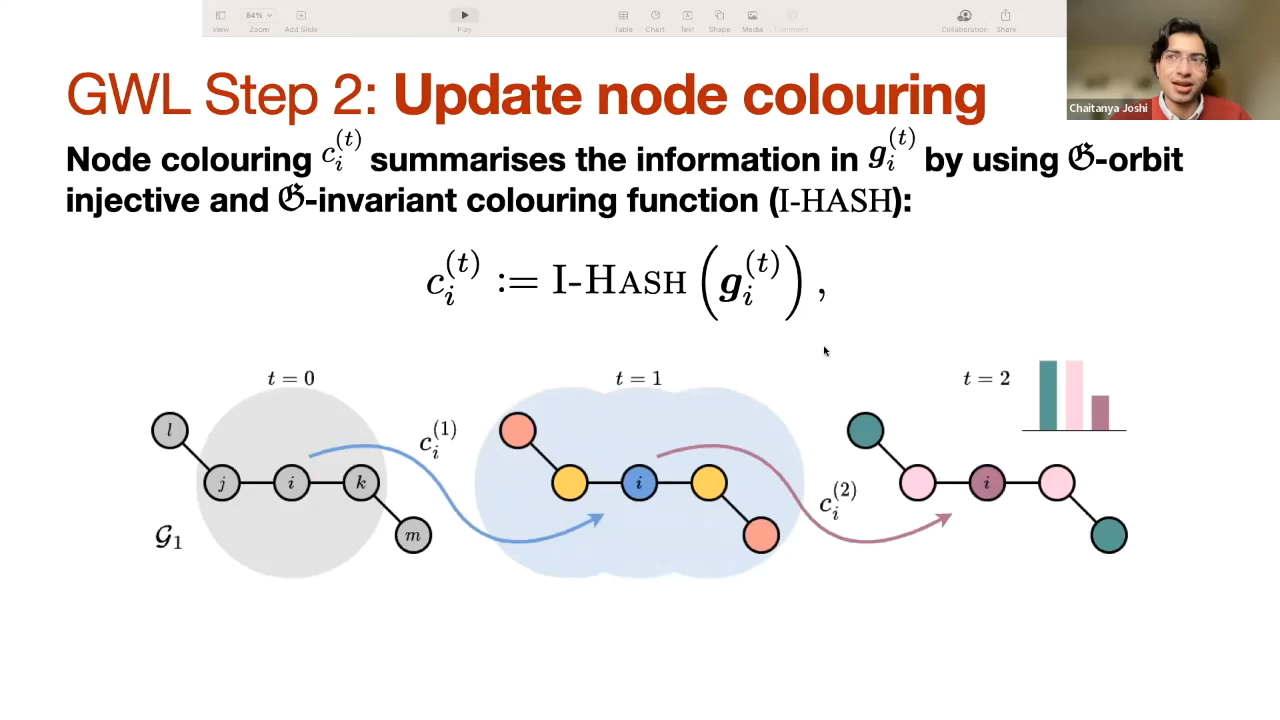 84%
View Zoom Add Slide Play Table Chart Text Shape Media Comment Collaboration Share
Chaitanya Joshi
GWL Step 2: Update node colouring
Node colouring c_i^{(t)} summarises the information in g_i^{(t)} by using 𝔊-orbit
injective and 𝔊-invariant colouring function (I-HASH):
c_i^{(t)} := I-HASH (g_i^{(t)}) ,
t = 0 t = 1 t = 2
l c_i^{(1)}
j i k i c_i^{(2)} i
𝒢_1 m